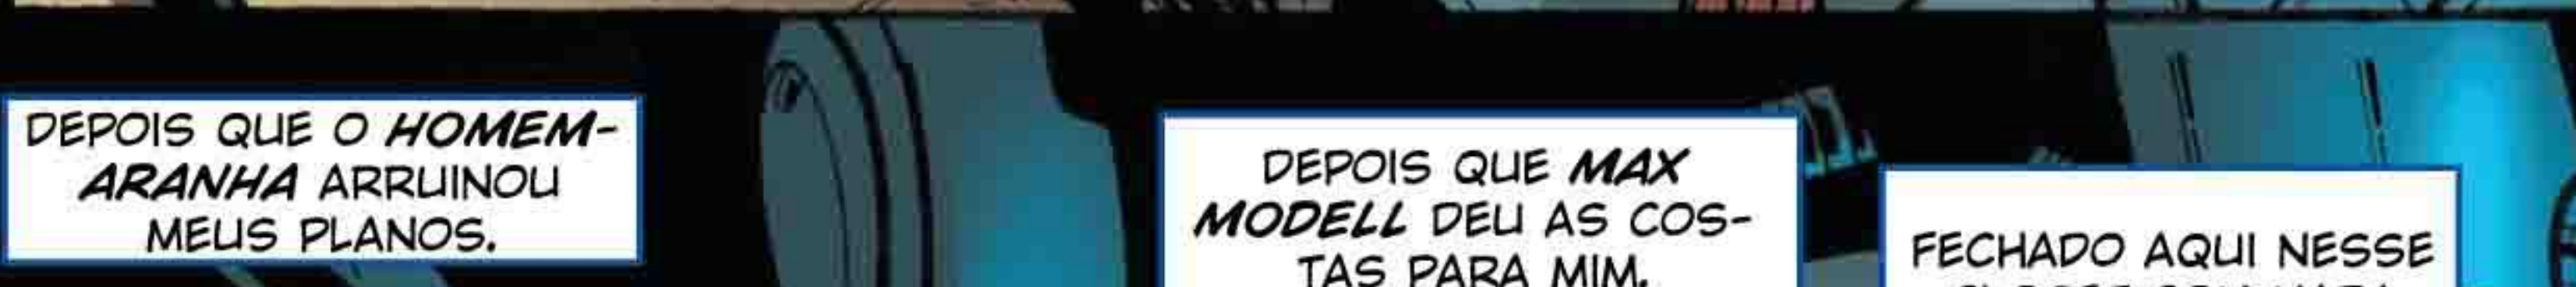 DEPOIS QUE O HOMEM-
ARANHA ARRUINOU
MEUS PLANOS.
DEPOIS QUE MAX
MODELL DEU AS COS-
TAS PARA MIM.
FECHADO AQUI NESSE